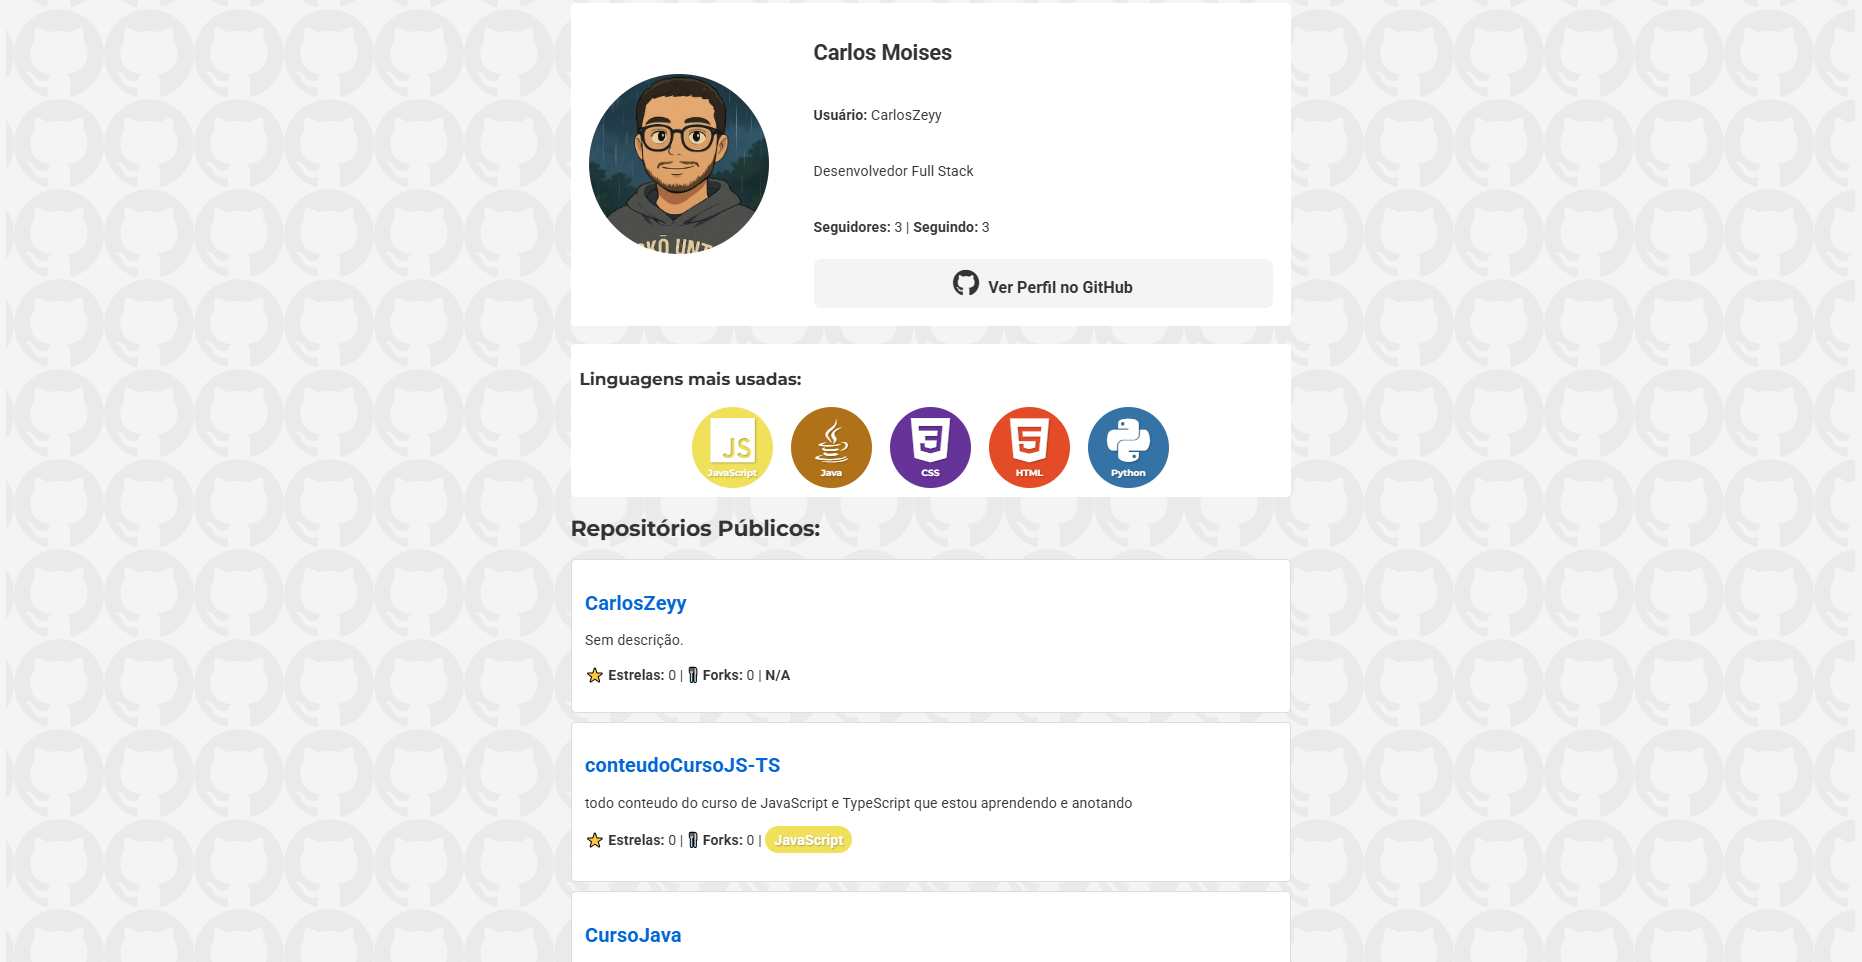 Carlos Moises
Usuário: CarlosZeyy
Desenvolvedor Full Stack
Seguidores: 3 | Seguindo: 3
Ver Perfil no GitHub
Linguagens mais usadas:
JS JavaScript
Java
3 CSS
5 HTML
Python
Repositórios Públicos:
CarlosZeyy
Sem descrição.
⭐ Estrelas: 0 | Forks: 0 | N/A
conteudoCursoJS-TS
todo conteudo do curso de JavaScript e TypeScript que estou aprendendo e anotando
⭐ Estrelas: 0 | Forks: 0 | JavaScript
CursoJava